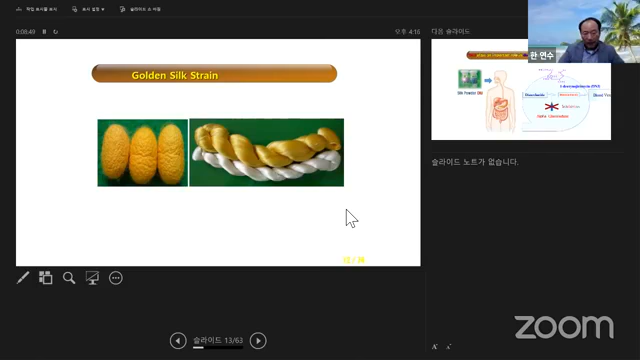 작업 표시줄 표시
표시 설정
슬라이드 쇼 마침
0:08:49
오후 4:16
다음 슬라이드
Golden Silk Strain
한 연수
Blood Ves
슬라이드 노트가 없습니다.
슬라이드 13/63
zoom